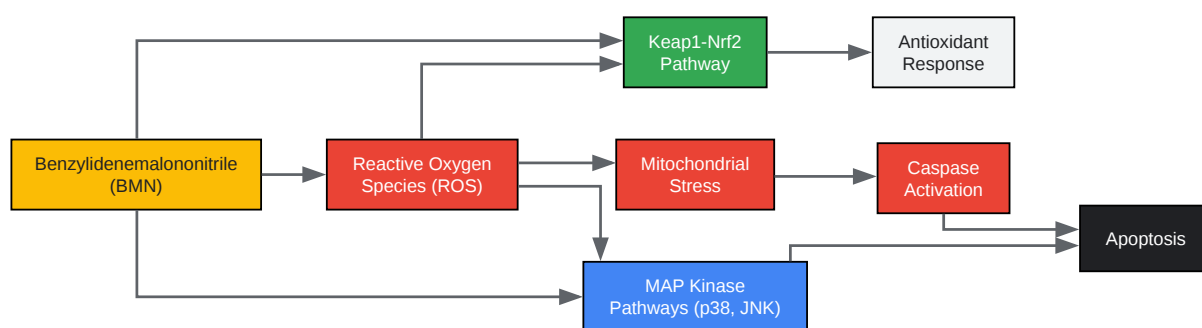 Keap1-Nrf2
Pathway
Antioxidant
Response
Benzylidenemalononitrile
(BMN)
Reactive Oxygen
Species (ROS)
Mitochondrial
Stress
Caspase
Activation
Apoptosis
MAP Kinase
Pathways (p38, JNK)